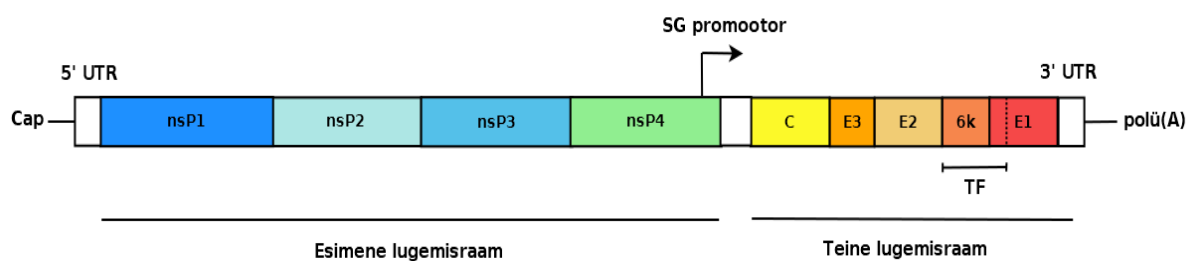 SG promootor
5' UTR
3' UTR
Cap
nsP1
nsP2
nsP3
nsP4
C
E3
E2
6k
E1
polü(A)
TF
Esimene lugemisraam
Teine lugemisraam